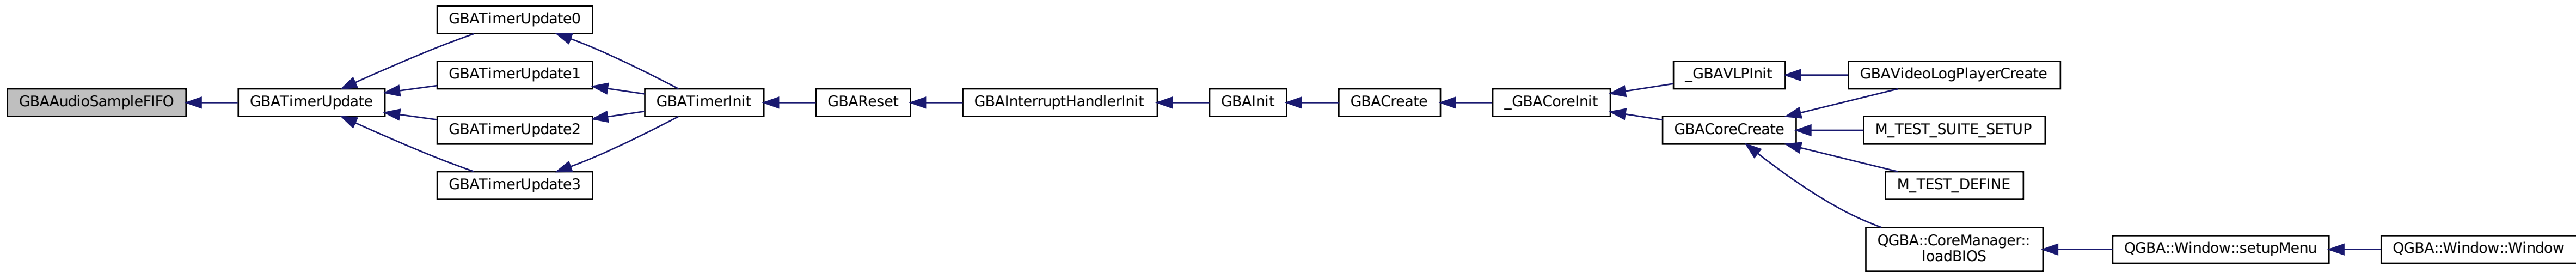 GBAAudioSampleFIFO
GBATimerUpdate
GBATimerUpdate0
GBATimerUpdate1
GBATimerUpdate2
GBATimerUpdate3
GBATimerInit
GBAReset
GBAInterruptHandlerInit
GBAInit
GBACreate
_GBACoreInit
_GBAVLPInit
GBACoreCreate
GBAVideoLogPlayerCreate
M_TEST_SUITE_SETUP
M_TEST_DEFINE
QGBA::CoreManager::
loadBIOS
QGBA::Window::setupMenu
QGBA::Window::Window